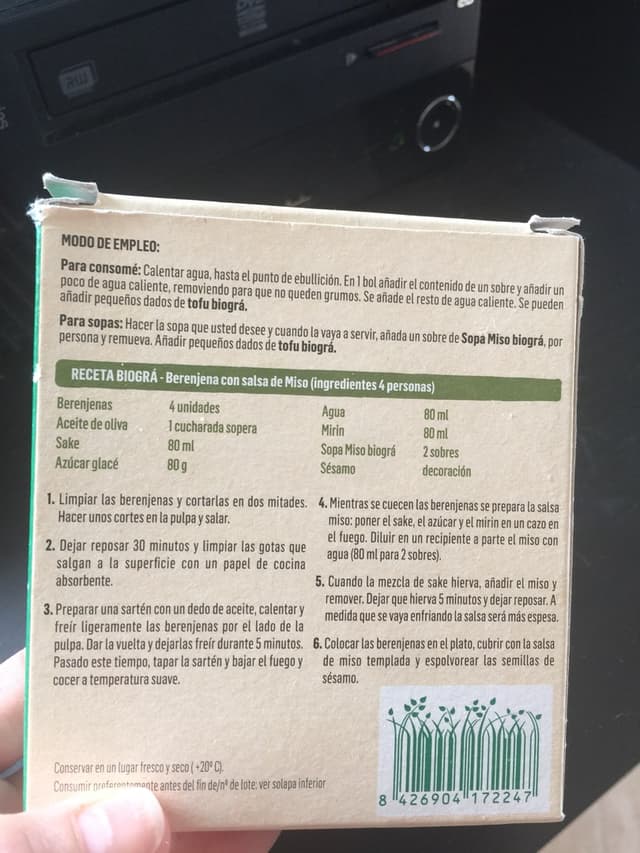 MODO DE EMPLEO:
Para consomé: Calentar agua, hasta el punto de ebullición. En 1 bol añadir el contenido de un sobre y añadir un
poco de agua caliente, removiendo para que no queden grumos. Se añade el resto de agua caliente. Se pueden
añadir pequeños dados de tofu biográ.
Para sopas: Hacer la sopa que usted desee y cuando la vaya a servir, añada un sobre de Sopa Miso biográ, por
persona y remueva. Añadir pequeños dados de tofu biográ.
RECETA BIOGRÁ - Berenjena con salsa de Miso (ingredientes 4 personas)
Berenjenas 4 unidades
Aceite de oliva 1 cucharada sopera
Sake 80 ml
Azúcar glacé 80 g
Agua 80 ml
Mirin 80 ml
Sopa Miso biográ 2 sobres
Sésamo decoración
1. Limpiar las berenjenas y cortarlas en dos mitades.
Hacer unos cortes en la pulpa y salar.
2. Dejar reposar 30 minutos y limpiar las gotas que
salgan a la superficie con un papel de cocina
absorbente.
3. Preparar una sartén con un dedo de aceite, calentar y
freír ligeramente las berenjenas por el lado de la
pulpa. Dar la vuelta y dejarlas freír durante 5 minutos.
Pasado este tiempo, tapar la sartén y bajar el fuego y
cocer a temperatura suave.
4. Mientras se cuecen las berenjenas se prepara la salsa
miso: poner el sake, el azúcar y el mirin en un cazo en
el fuego. Diluir en un recipiente a parte el miso con
agua (80 ml para 2 sobres).
5. Cuando la mezcla de sake hierva, añadir el miso y
remover. Dejar que hierva 5 minutos y dejar reposar. A
medida que se vaya enfriando la salsa será más espesa.
6. Colocar las berenjenas en el plato, cubrir con la salsa
de miso templada y espolvorear las semillas de
sésamo.
Conservar en un lugar fresco y seco (+20º C).
Consumir preferentemente antes del fin de/nº de lote: ver solapa inferior
8 426904 172247